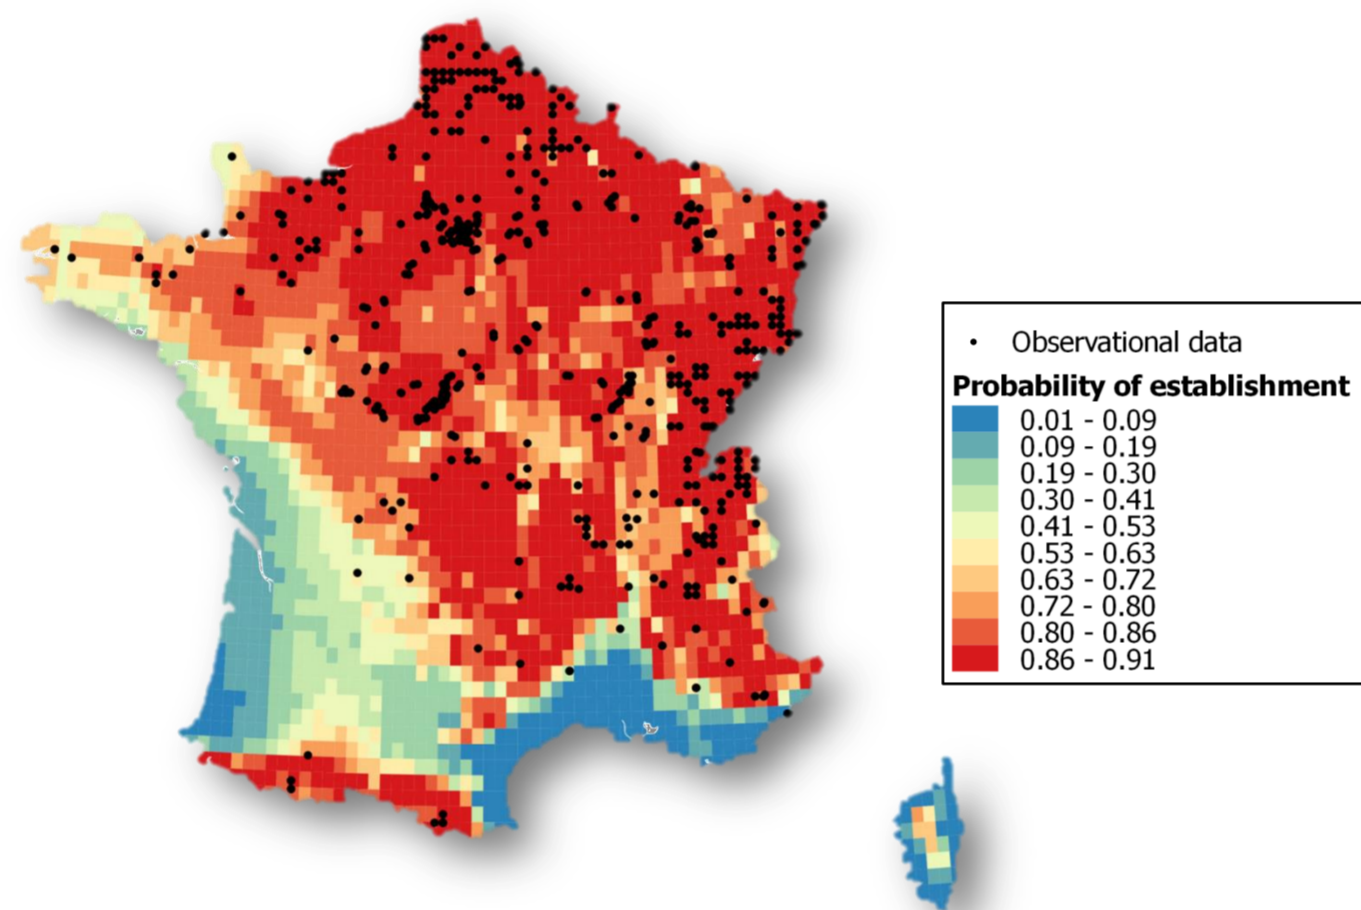 Observational data
Probability of establishment
0.01 - 0.09
0.09 - 0.19
0.19 - 0.30
0.30 - 0.41
0.41 - 0.53
0.53 - 0.63
0.63 - 0.72
0.72 - 0.80
0.80 - 0.86
0.86 - 0.91